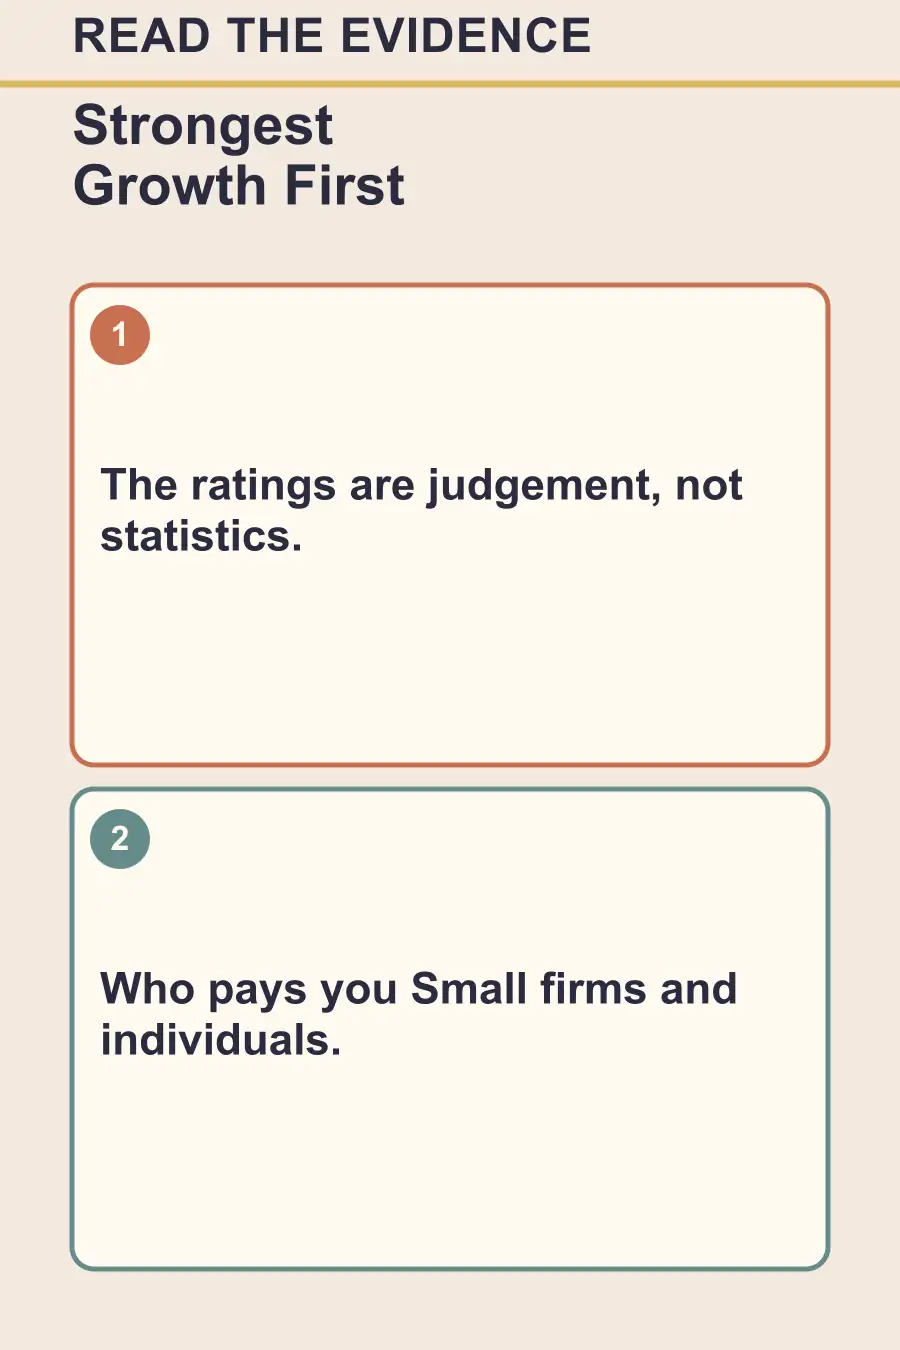 READ THE EVIDENCE
Strongest
Growth First
1
The ratings are judgement, not
statistics.
2
Who pays you Small firms and
individuals.